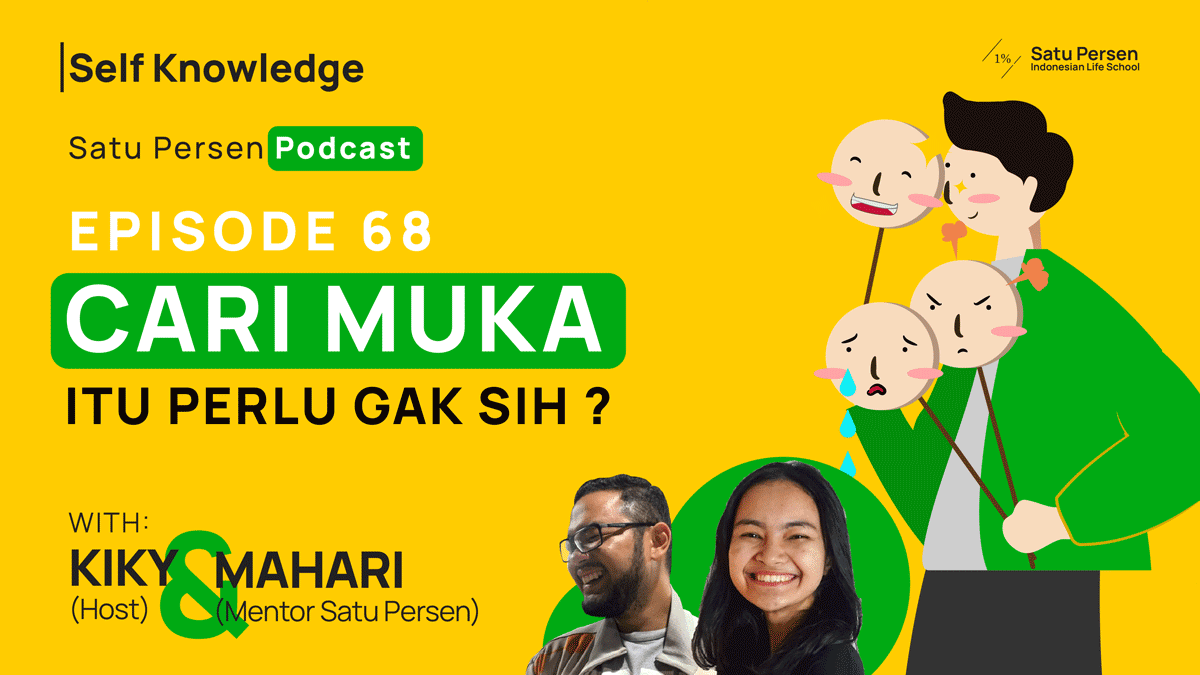 Self Knowledge
1%
Satu Persen
Indonesian Life School
Satu Persen Podcast
EPISODE 68
CARI MUKA
ITU PERLU GAK SIH ?
WITH:
KIKY & MAHARI
(Host) (Mentor Satu Persen)